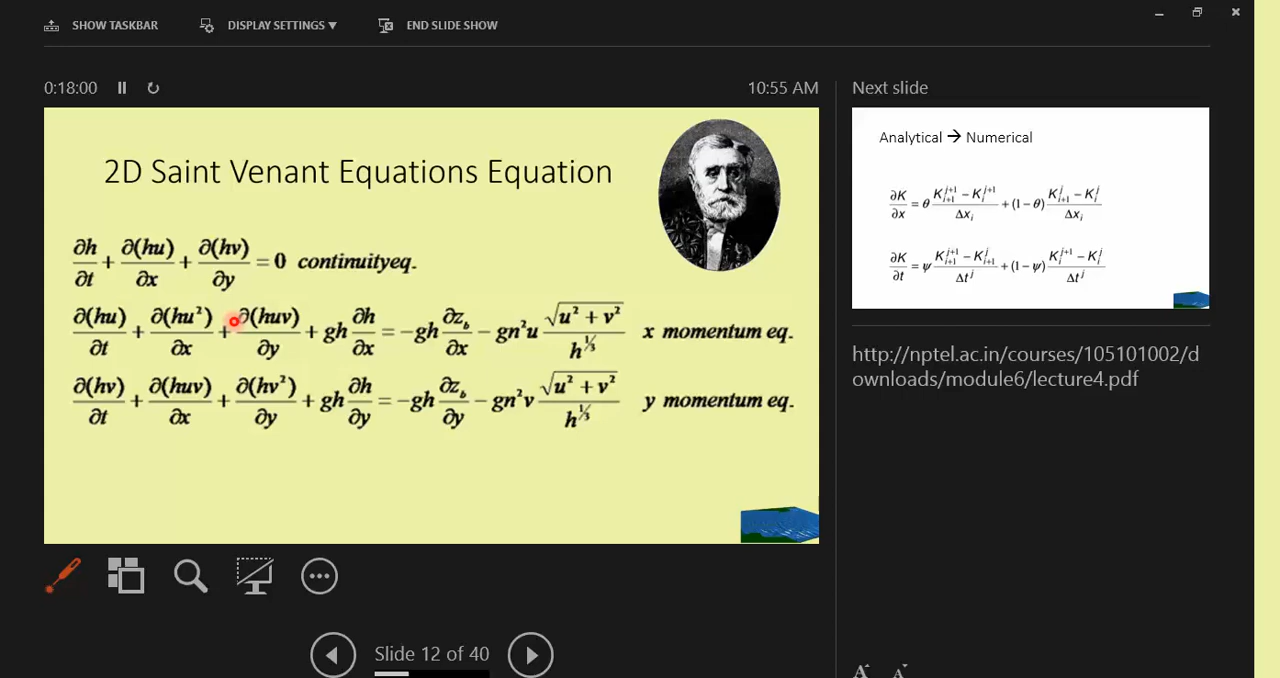 SHOW TASKBAR DISPLAY SETTINGS ▼ END SLIDE SHOW
0:18:00 10:55 AM Next slide
2D Saint Venant Equations Equation
∂h/∂t + ∂(hu)/∂x + ∂(hv)/∂y = 0 continuityeq.
∂(hu)/∂t + ∂(hu²)/∂x + ∂(huv)/∂y + gh ∂h/∂x = −gh ∂z_b/∂x − gn²u √(u² + v²)/h^(1/3) x momentum eq.
∂(hv)/∂t + ∂(huv)/∂x + ∂(hv²)/∂y + gh ∂h/∂y = −gh ∂z_b/∂y − gn²v √(u² + v²)/h^(1/3) y momentum eq.
Analytical → Numerical
∂K/∂x = θ (K_{i+1}^{j+1} − K_i^{j+1})/Δx_i + (1−θ) (K_{i+1}^j − K_i^j)/Δx_i
∂K/∂t = ψ (K_{i+1}^{j+1} − K_{i+1}^j)/Δt^j + (1−ψ) (K_i^{j+1} − K_i^j)/Δt^j
http://nptel.ac.in/courses/105101002/d
ownloads/module6/lecture4.pdf
Slide 12 of 40
A A